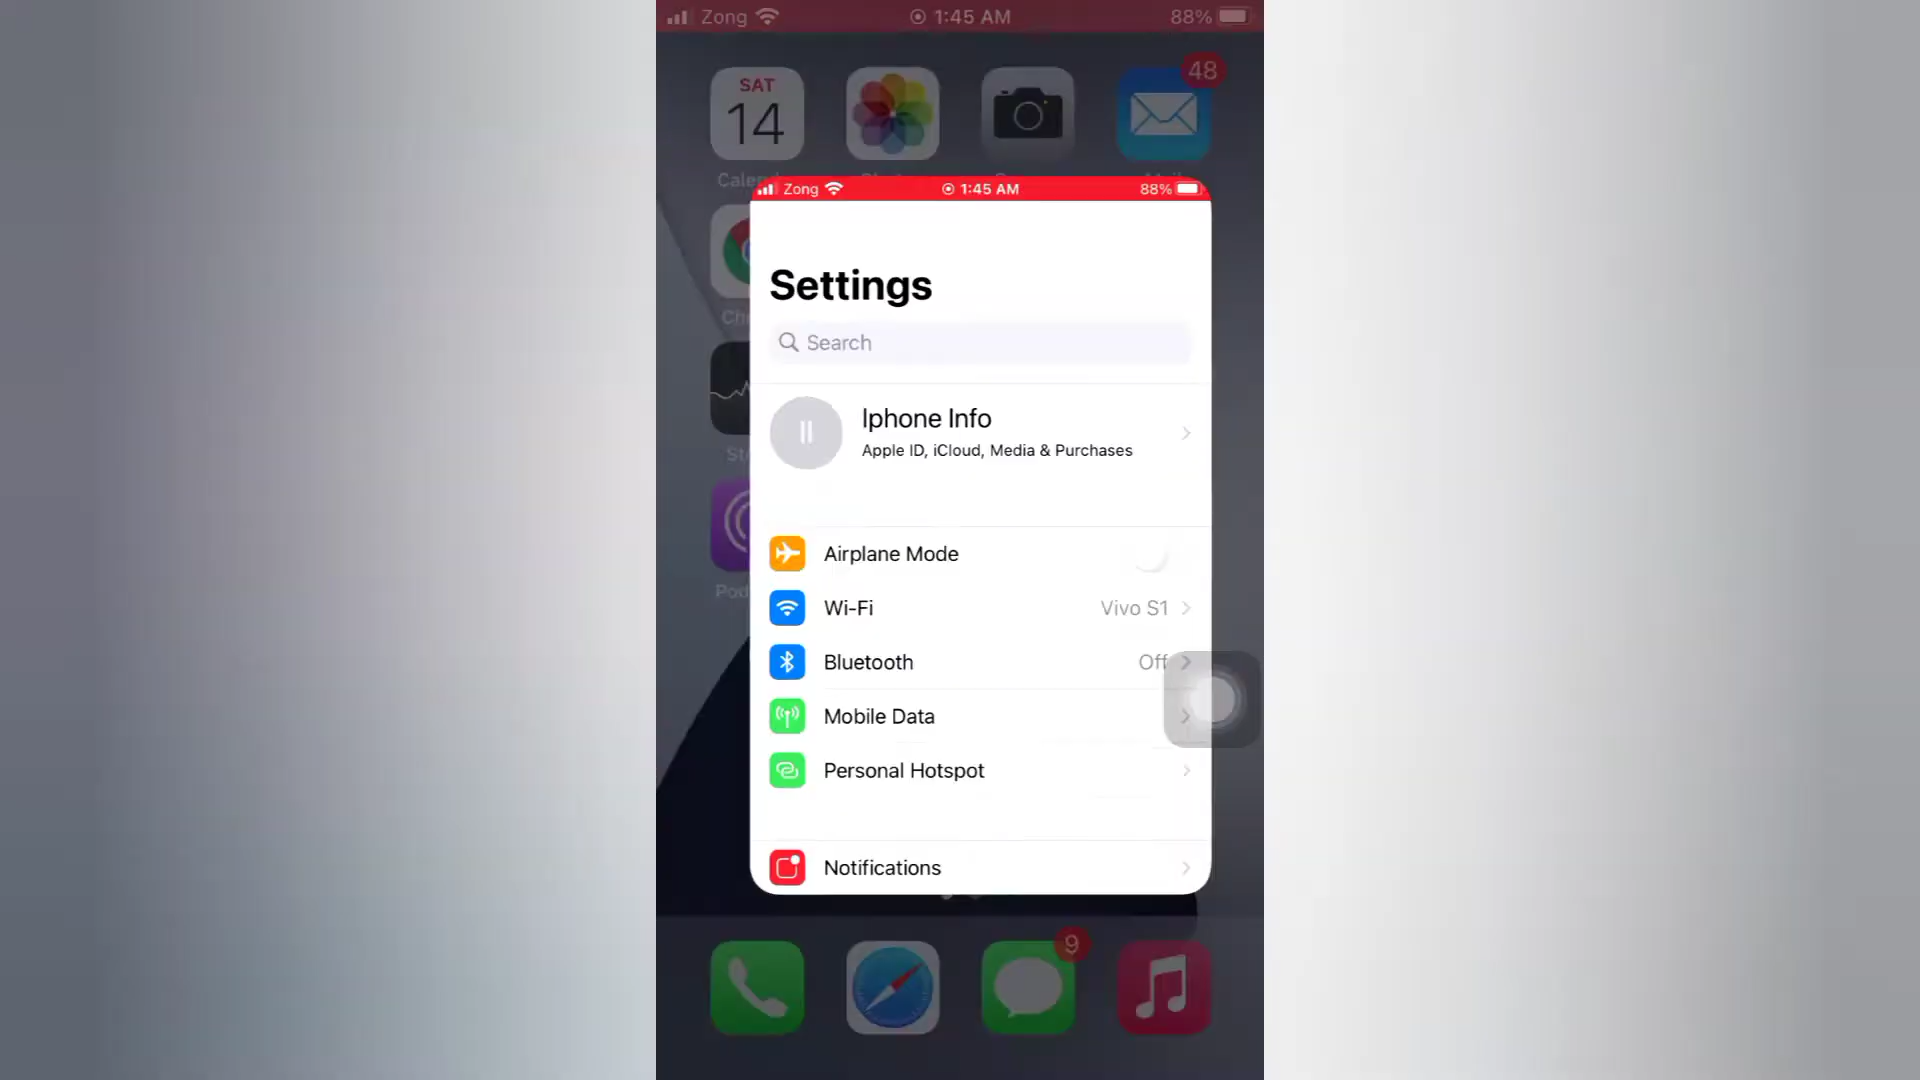 Zong 1:45 AM 88%
48
SAT
14
Zong 1:45 AM 88%
Settings
Search
II
Iphone Info
Apple ID, iCloud, Media & Purchases
Airplane Mode
Wi-Fi Vivo S1
Bluetooth Off
Mobile Data
Personal Hotspot
Notifications
9